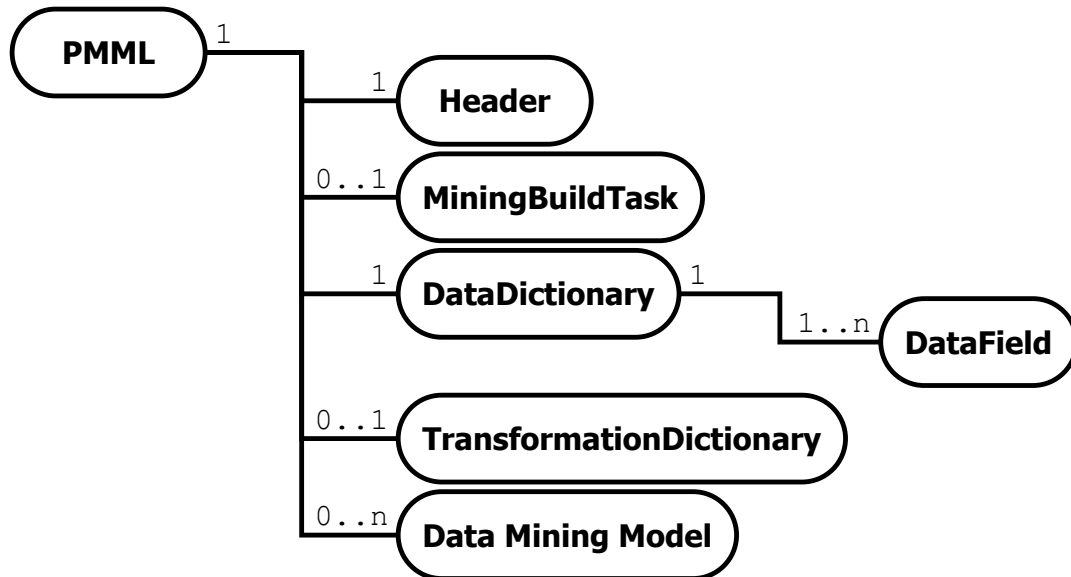 PMML 1
1 Header
0..1 MiningBuildTask
1 DataDictionary 1
1..n DataField
0..1 TransformationDictionary
0..n Data Mining Model